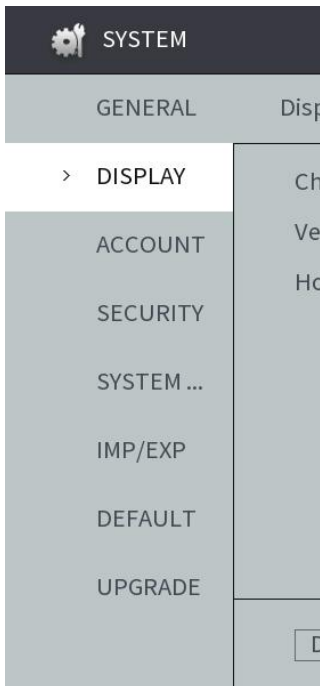 SYSTEM
GENERAL
DISPLAY
ACCOUNT
SECURITY
SYSTEM ...
IMP/EXP
DEFAULT
UPGRADE